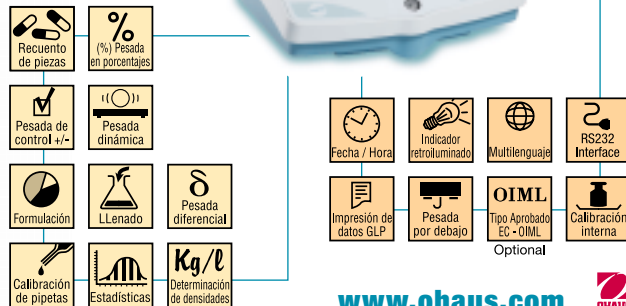 %
Recuento
de piezas
(%) Pesada
en porcentajes
Pesada de
control +/-
Pesada
dinámica
Formulación
LLenado
δ
Pesada
diferencial
Calibración
de pipetas
Estadísticas
Kg/l
Determinación
de densidades
Fecha / Hora
Indicador
retroiluminado
Multilenguaje
RS232
Interface
Impresión de
datos GLP
Pesada
por debajo
OIML
Tipo Aprobado
EC - OIML
Optional
Calibración
interna
www.ohaus.com
OHAUS